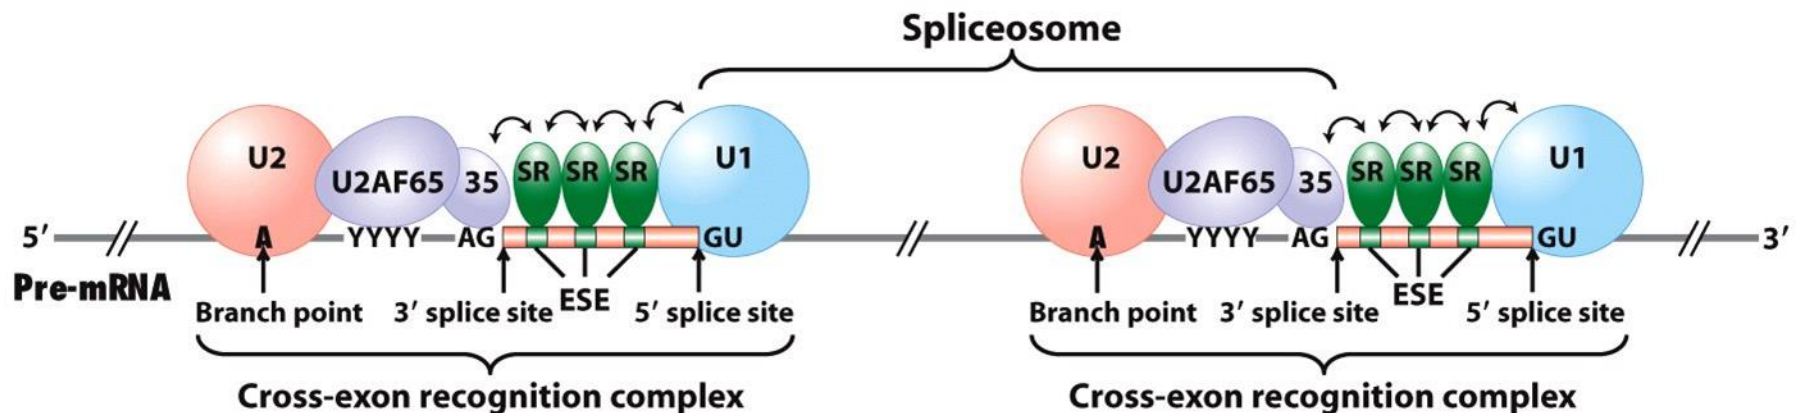 Spliceosome
U2 U2AF65 35 SR SR SR U1 U2 U2AF65 35 SR SR SR U1
5′ A YYYY AG GU A YYYY AG GU 3′
Pre-mRNA
Branch point 3′ splice site ESE 5′ splice site Branch point 3′ splice site ESE 5′ splice site
Cross-exon recognition complex Cross-exon recognition complex